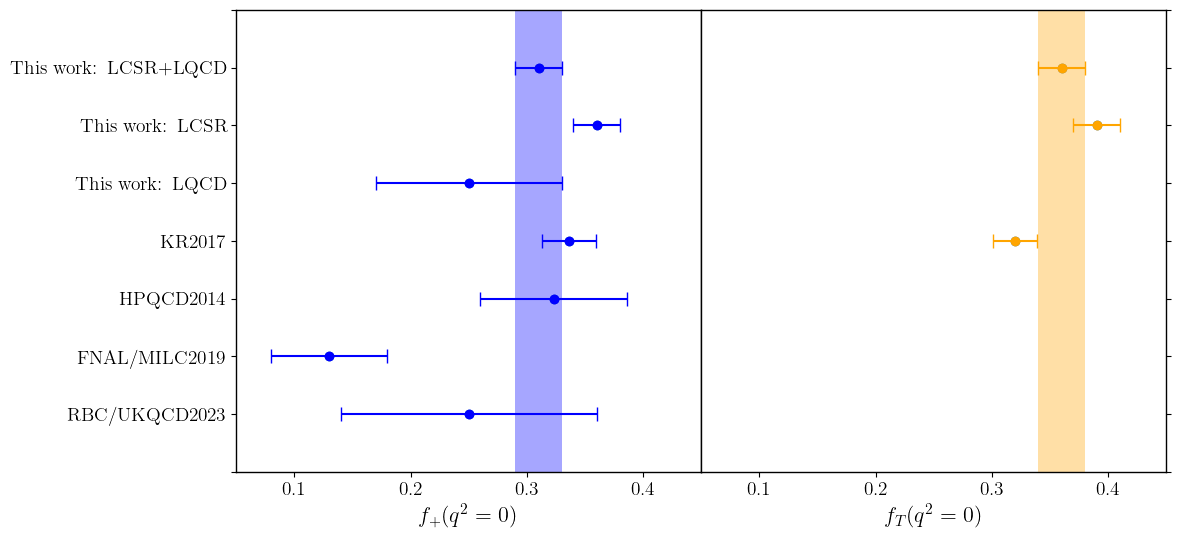 This work: LCSR+LQCD
This work: LCSR
This work: LQCD
KR2017
HPQCD2014
FNAL/MILC2019
RBC/UKQCD2023
0.1 0.2 0.3 0.4
0.1 0.2 0.3 0.4
f₊(q² = 0)
f_T(q² = 0)